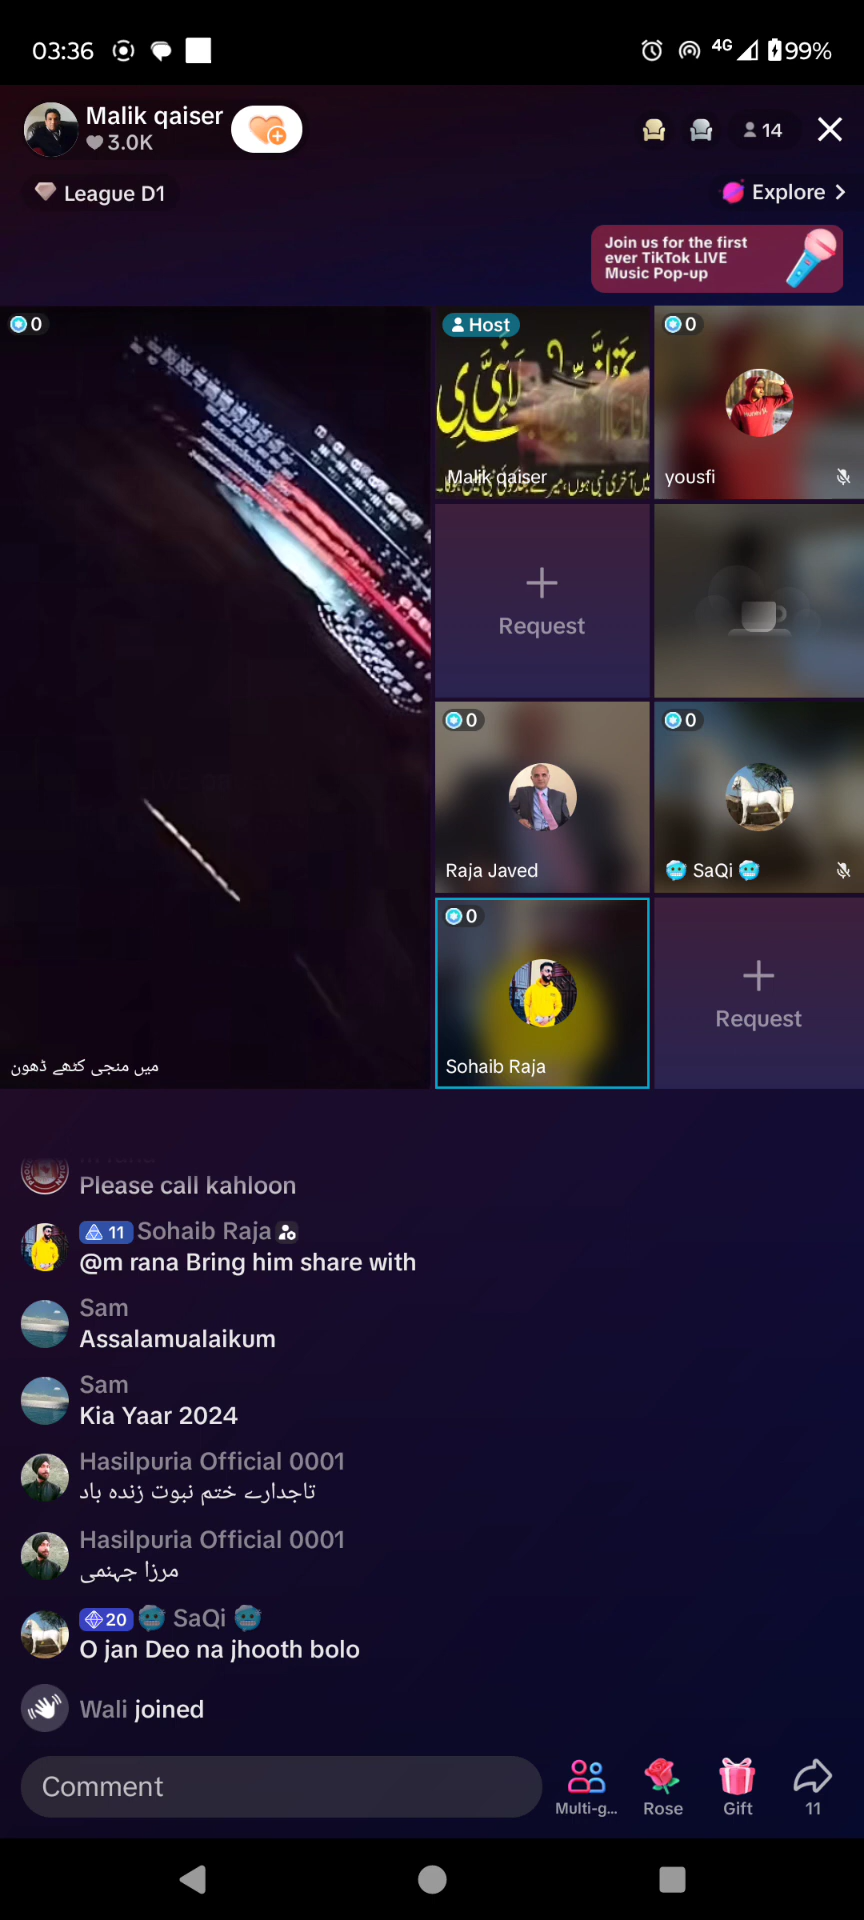 03:36
4G
99%
Malik qaiser
3.0K
14
League D1
Explore
Join us for the first
ever TikTok LIVE
Music Pop-up
0
Host
0
Malik qaiser
yousfi
Request
0
0
Raja Javed
SaQi
0
Sohaib Raja
Request
میں منجی کٹھے ڈھون
Please call kahloon
11 Sohaib Raja
@m rana Bring him share with
Sam
Assalamualaikum
Sam
Kia Yaar 2024
Hasilpuria Official 0001
تاجدارے ختم نبوت زندہ باد
Hasilpuria Official 0001
مرزا جہنمی
20 🥶 SaQi 🥶
O jan Deo na jhooth bolo
Wali joined
Comment
Multi-g...
Rose
Gift
11